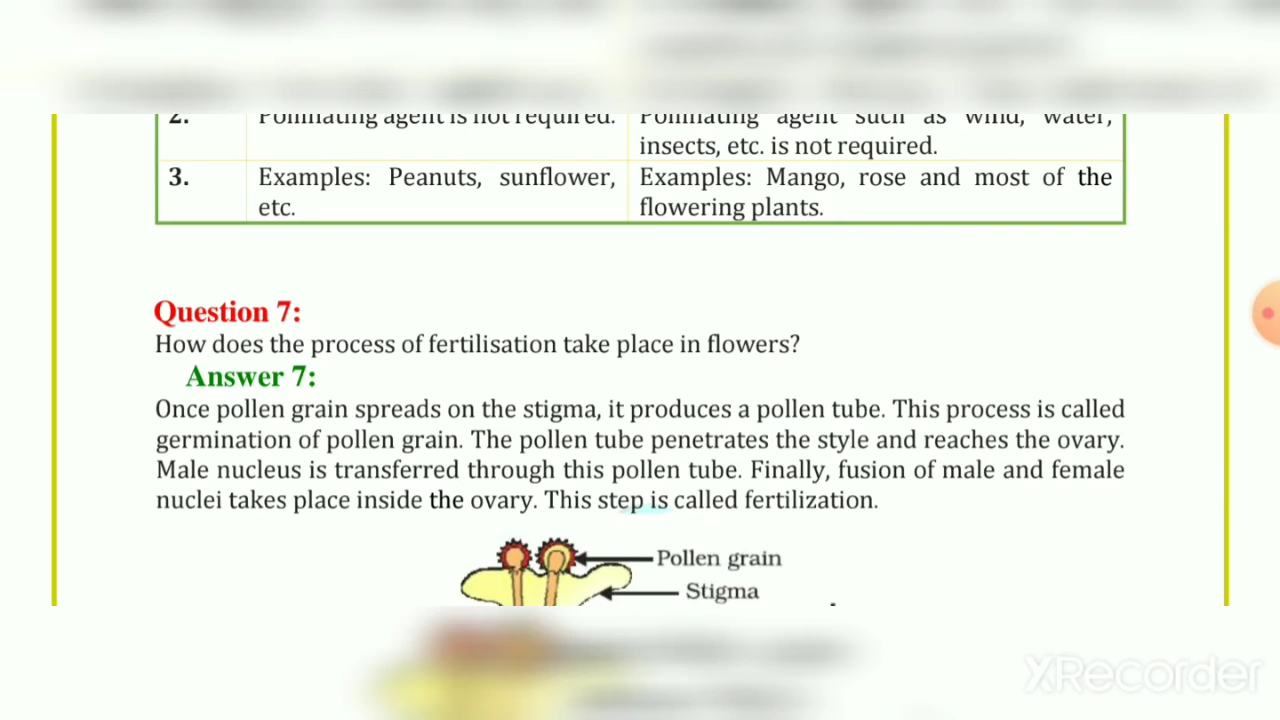 2. Pollinating agent is not required. Pollinating agent such as wind, water,
insects, etc. is not required.
3. Examples: Peanuts, sunflower, Examples: Mango, rose and most of the
etc. flowering plants.
Question 7:
How does the process of fertilisation take place in flowers?
Answer 7:
Once pollen grain spreads on the stigma, it produces a pollen tube. This process is called
germination of pollen grain. The pollen tube penetrates the style and reaches the ovary.
Male nucleus is transferred through this pollen tube. Finally, fusion of male and female
nuclei takes place inside the ovary. This step is called fertilization.
Pollen grain
Stigma
XRecorder